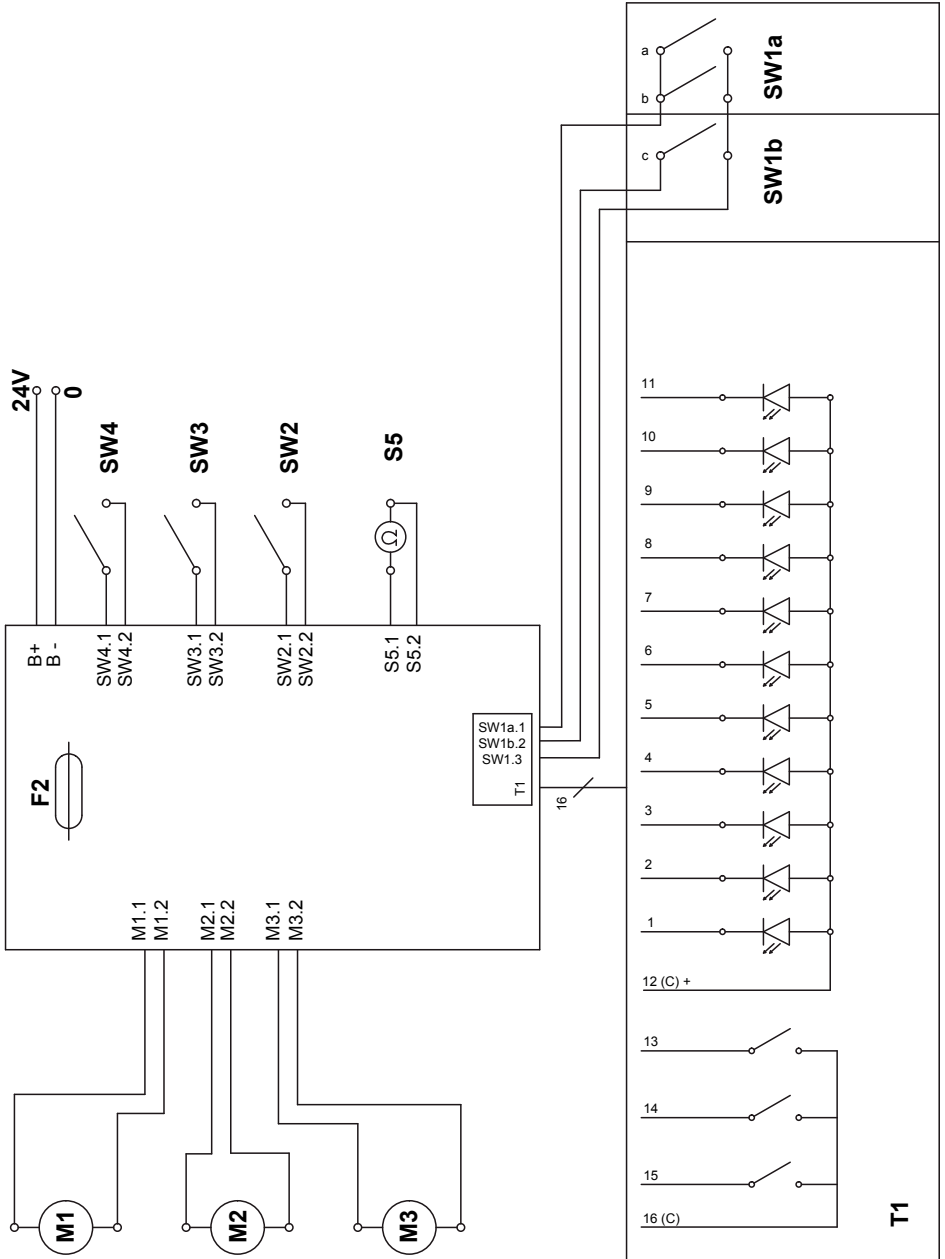 a
b
SW1a
c
SW1b
24V
0
SW4
SW3
SW2
S5
B+
B -
SW4.1
SW4.2
SW3.1
SW3.2
SW2.1
SW2.2
S5.1
S5.2
F2
SW1a.1
SW1b.2
SW1.3
T1
16
M1.1
M1.2
M2.1
M2.2
M3.1
M3.2
M1
M2
M3
Ω
11
10
9
8
7
6
5
4
3
2
1
12 (C) +
13
14
15
16 (C)
T1